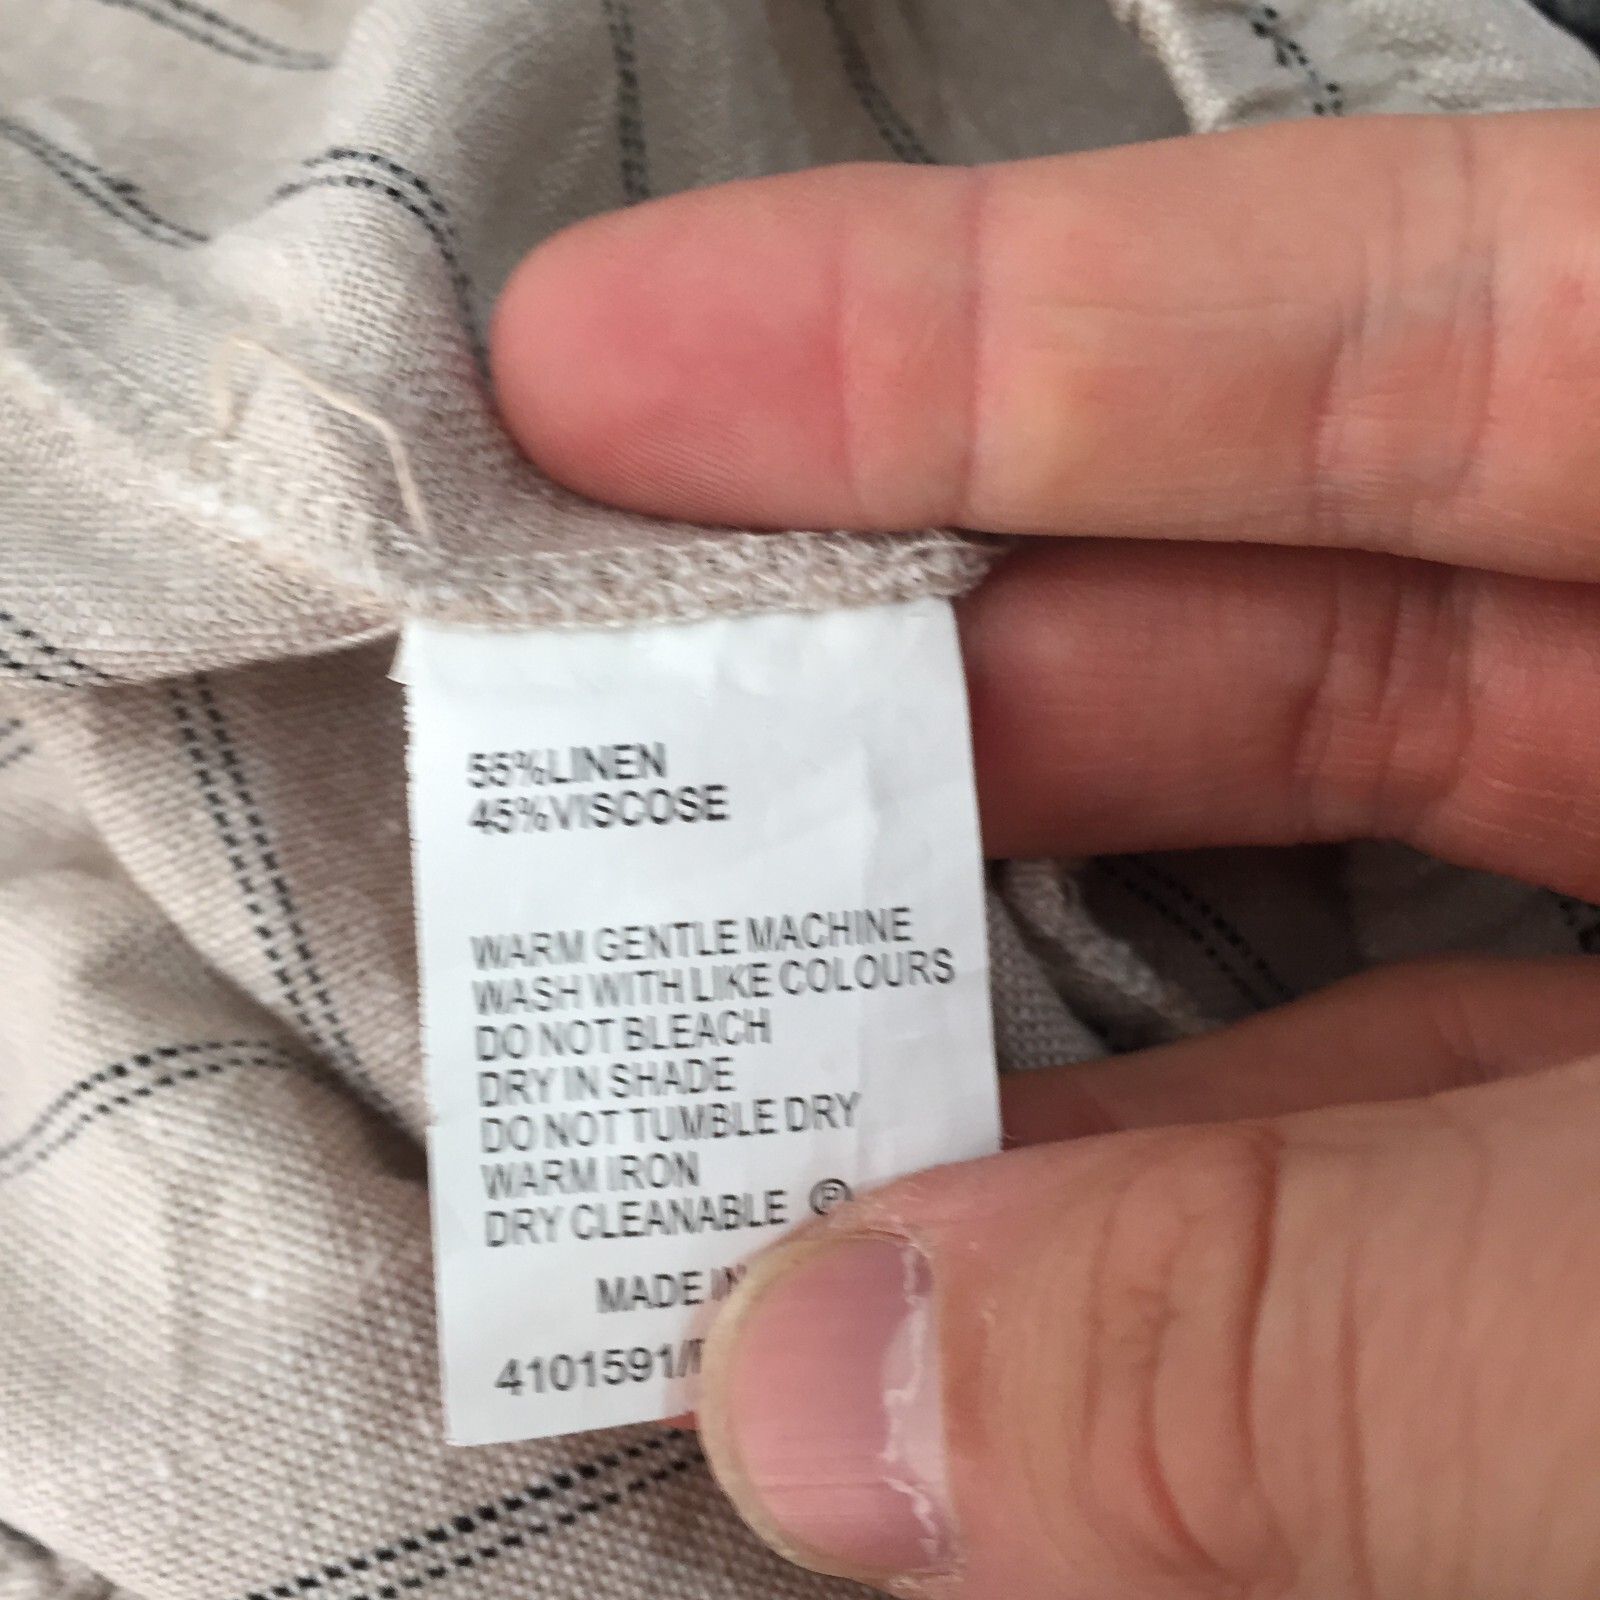 55%LINEN
45%VISCOSE
WARM GENTLE MACHINE
WASH WITH LIKE COLOURS
DO NOT BLEACH
DRY IN SHADE
DO NOT TUMBLE DRY
WARM IRON
DRY CLEANABLE Ⓟ
MADE IN
4101591/